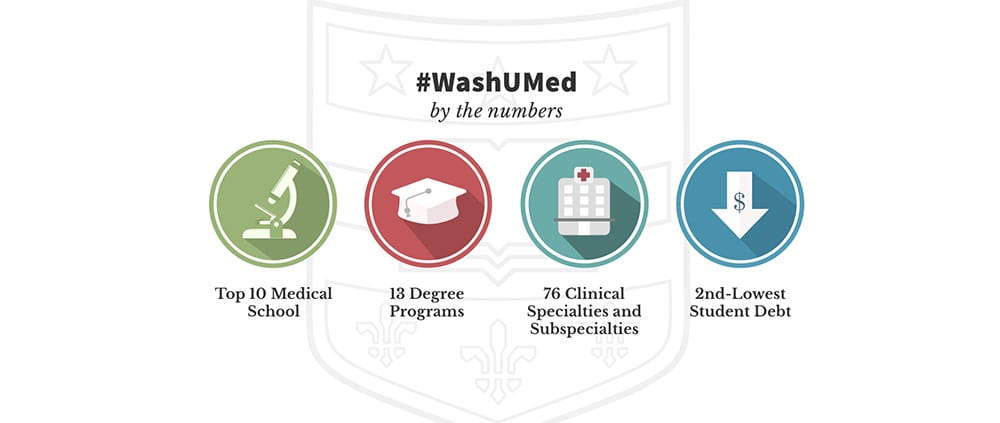 #WashUMed
by the numbers
Top 10 Medical
School
13 Degree
Programs
76 Clinical
Specialties and
Subspecialties
$
2nd-Lowest
Student Debt